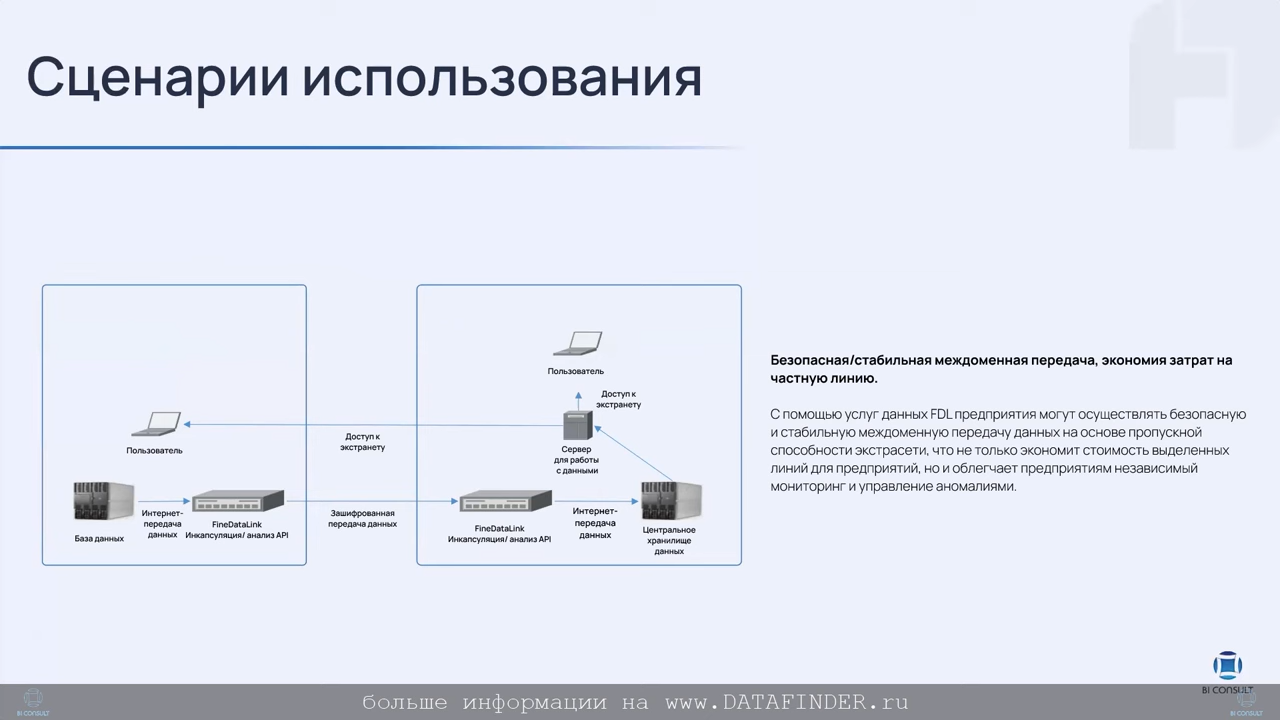 Сценарии использования
Пользователь
Доступ к
экстранету
Пользователь
Доступ к
экстранету
Сервер
для работы
с данными
База данных
Интернет-
передача
данных
FineDataLink
Инкапсуляция/ анализ API
Зашифрованная
передача данных
FineDataLink
Инкапсуляция/ анализ API
Интернет-
передача
данных
Центральное
хранилище
данных
Безопасная/стабильная междоменная передача, экономия затрат на
частную линию.
С помощью услуг данных FDL предприятия могут осуществлять безопасную
и стабильную междоменную передачу данных на основе пропускной
способности экстрасети, что не только экономит стоимость выделенных
линий для предприятий, но и облегчает предприятиям независимый
мониторинг и управление аномалиями.
BI CONSULT
больше информации на www.DATAFINDER.ru
BI CONSULT
BI CONSULT